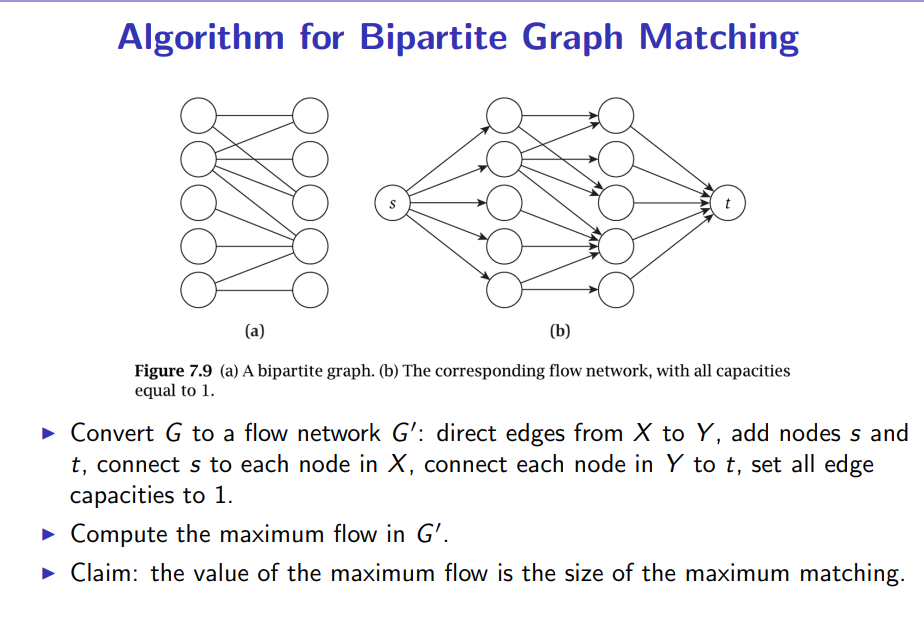 Algorithm for Bipartite Graph Matching
s
t
(a)
(b)
Figure 7.9 (a) A bipartite graph. (b) The corresponding flow network, with all capacities
equal to 1.
▶ Convert G to a flow network G′: direct edges from X to Y, add nodes s and
t, connect s to each node in X, connect each node in Y to t, set all edge
capacities to 1.
▶ Compute the maximum flow in G′.
▶ Claim: the value of the maximum flow is the size of the maximum matching.